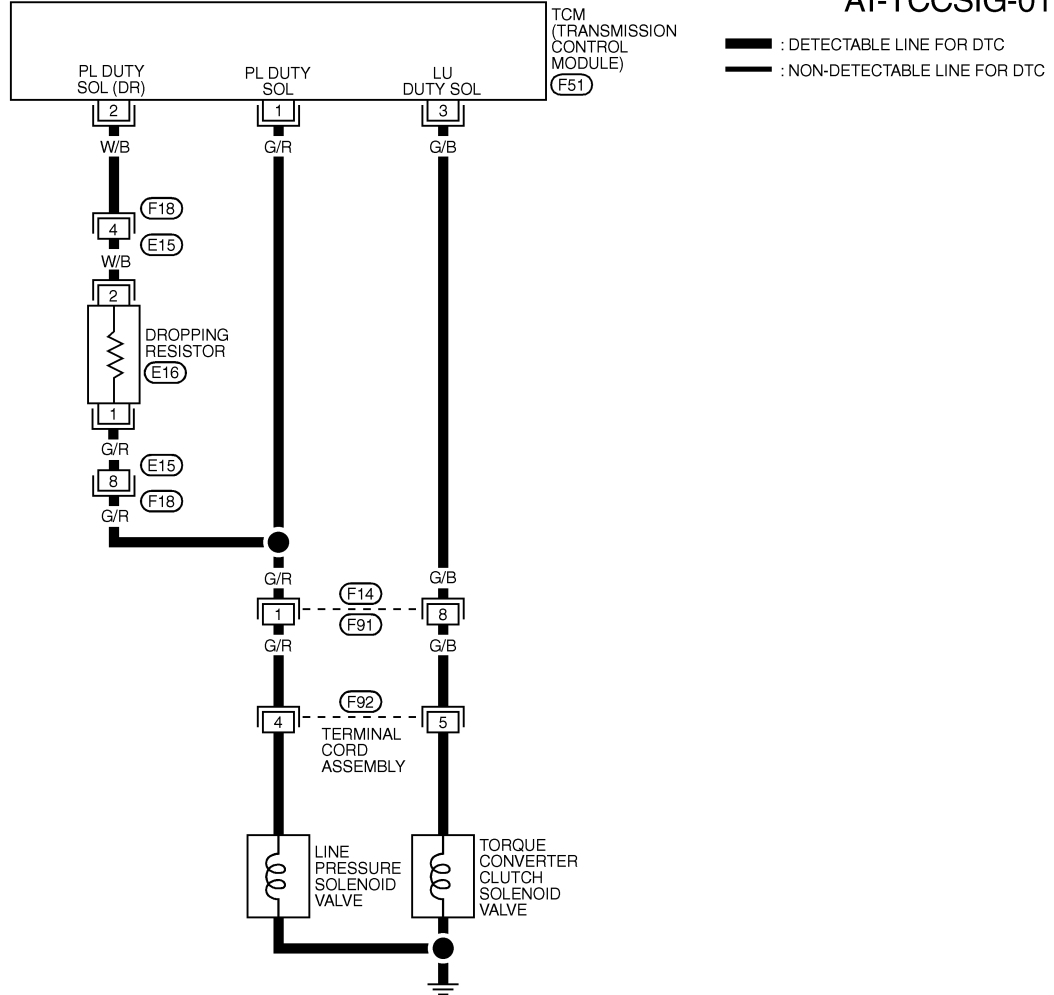 AT-TCCSIG-01
: DETECTABLE LINE FOR DTC
: NON-DETECTABLE LINE FOR DTC
TCM
(TRANSMISSION
CONTROL
MODULE)
F51
PL DUTY
SOL (DR)
PL DUTY
SOL
LU
DUTY SOL
2
1
3
W/B
G/R
G/B
F18
4
E15
W/B
2
DROPPING
RESISTOR
E16
1
G/R
E15
8
F18
G/R
G/R
G/B
F14
1
8
F91
G/R
G/B
F92
4
5
TERMINAL
CORD
ASSEMBLY
LINE
PRESSURE
SOLENOID
VALVE
TORQUE
CONVERTER
CLUTCH
SOLENOID
VALVE